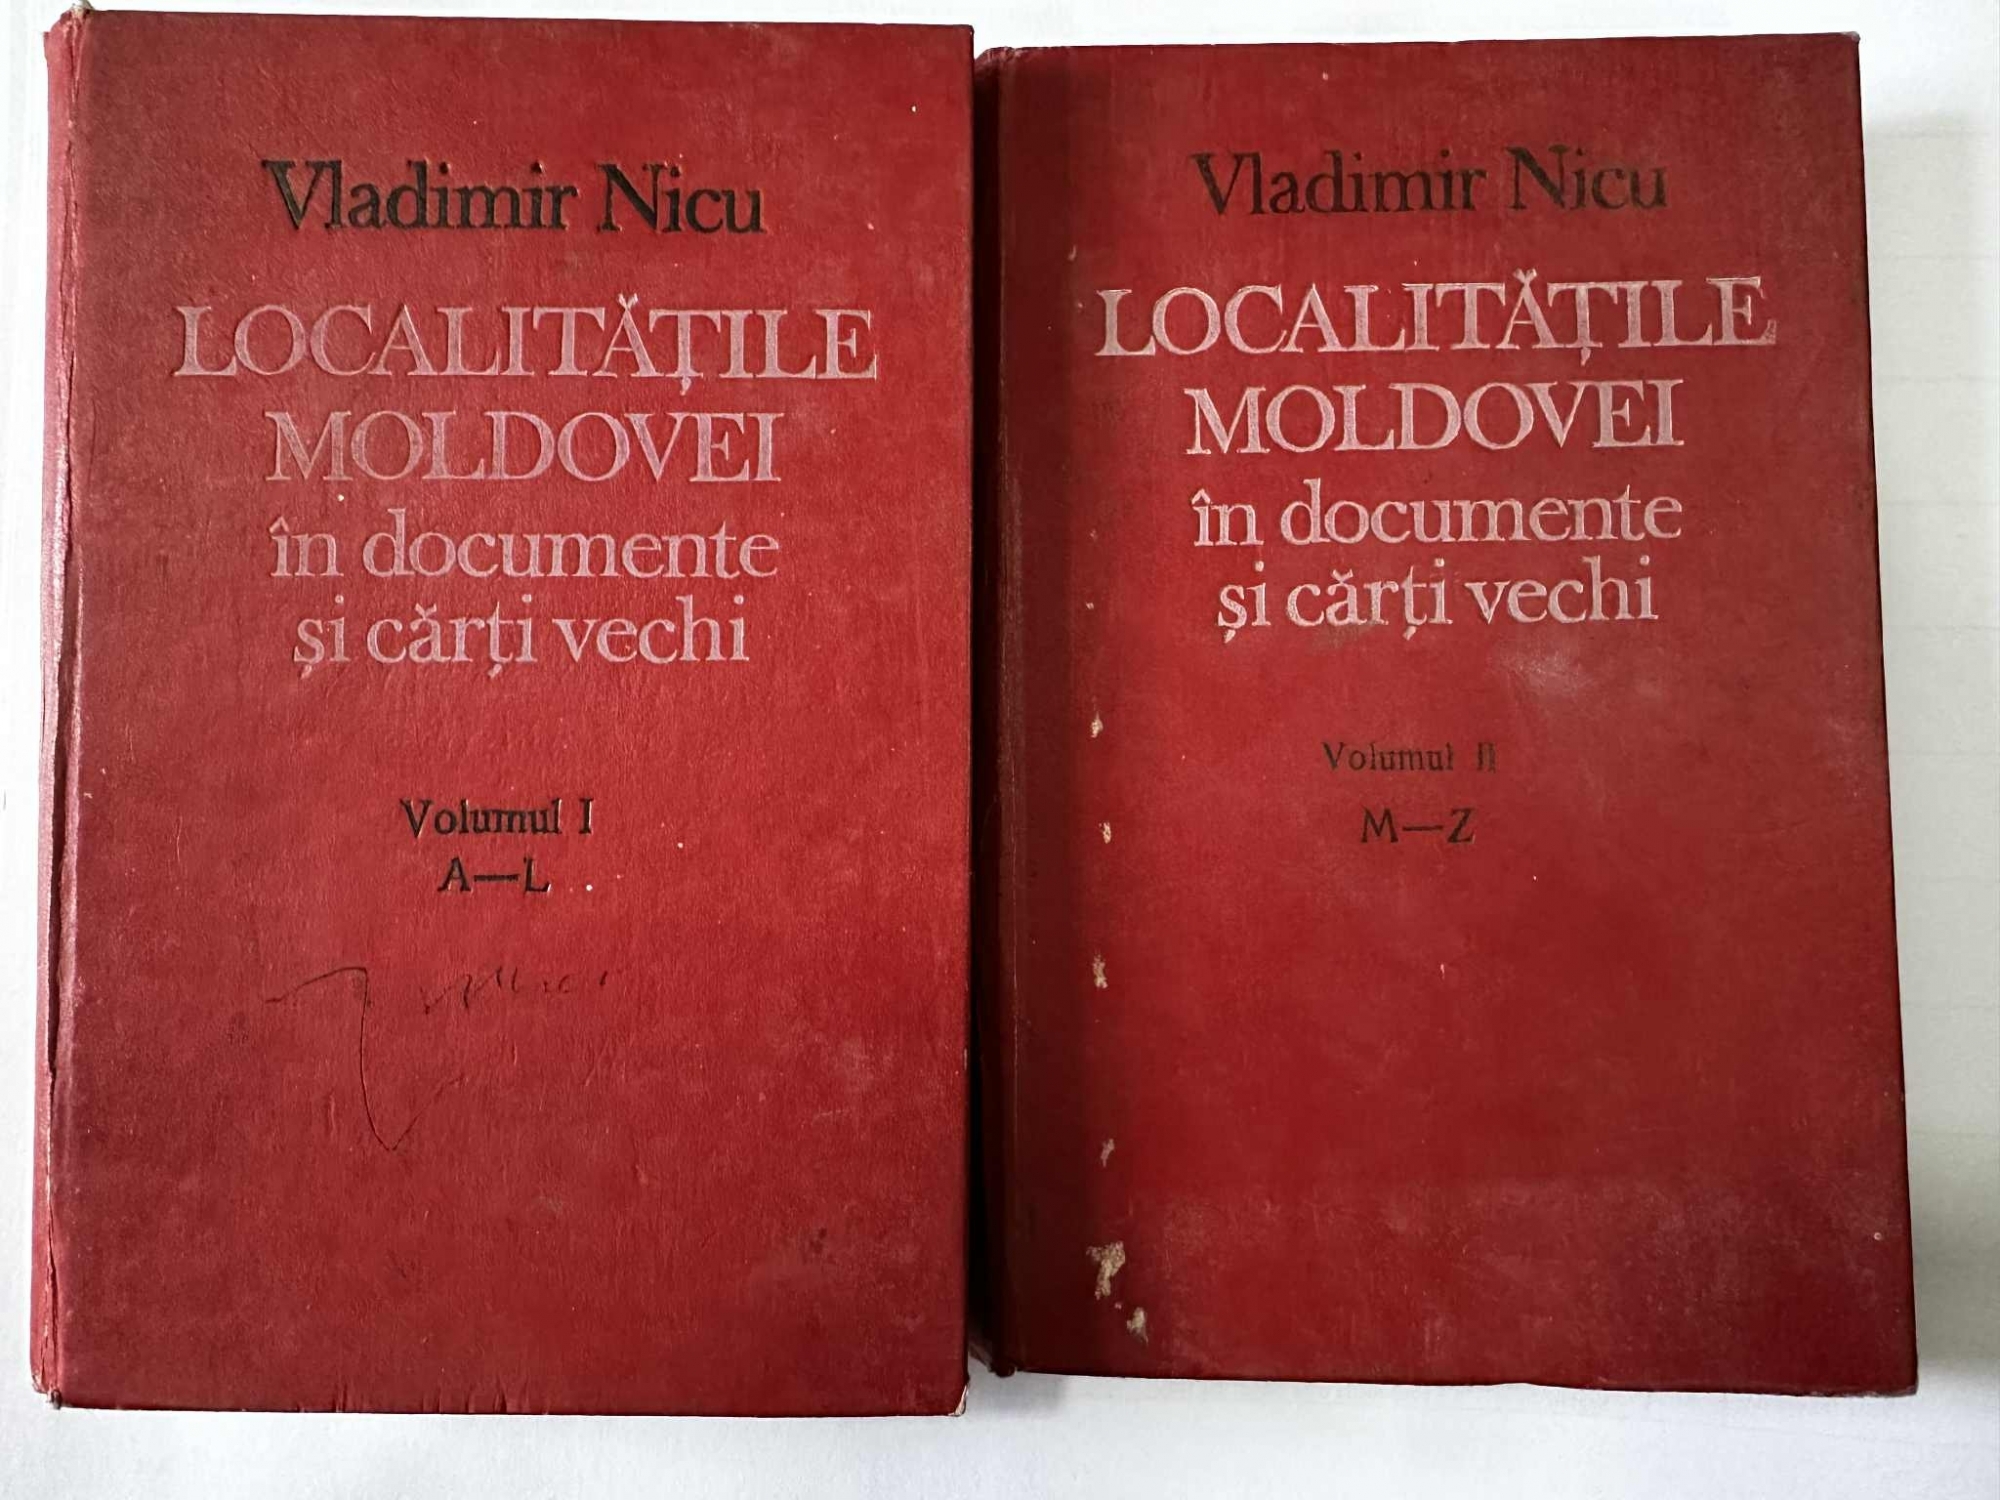 Vladimir Nicu
LOCALITĂȚILE
MOLDOVEI
în documente
și cărți vechi
Volumul I
A—L
Vladimir Nicu
LOCALITĂȚILE
MOLDOVEI
în documente
și cărți vechi
Volumul II
M—Z